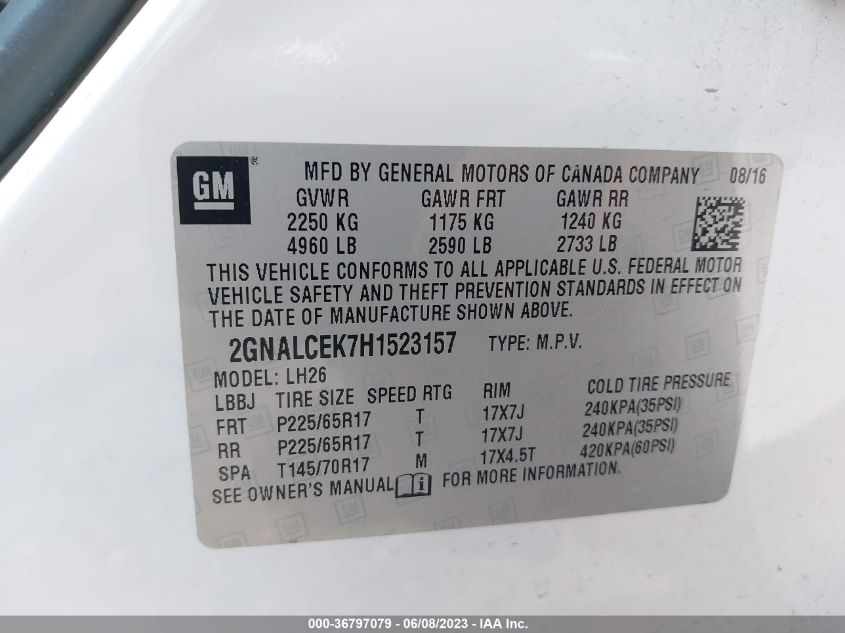 GM ® MFD BY GENERAL MOTORS OF CANADA COMPANY 08/16
GVWR GAWR FRT GAWR RR
2250 KG 1175 KG 1240 KG
4960 LB 2590 LB 2733 LB
THIS VEHICLE CONFORMS TO ALL APPLICABLE U.S. FEDERAL MOTOR
VEHICLE SAFETY AND THEFT PREVENTION STANDARDS IN EFFECT ON
THE DATE OF MANUFACTURE SHOWN ABOVE.
2GNALCEK7H1523157 TYPE: M.P.V.
MODEL: LH26
LBBJ TIRE SIZE SPEED RTG RIM COLD TIRE PRESSURE
FRT P225/65R17 T 17X7J 240KPA(35PSI)
RR P225/65R17 T 17X7J 240KPA(35PSI)
SPA T145/70R17 M 17X4.5T 420KPA(60PSI)
SEE OWNER'S MANUAL i FOR MORE INFORMATION.
000-36797079 - 06/08/2023 - IAA Inc.